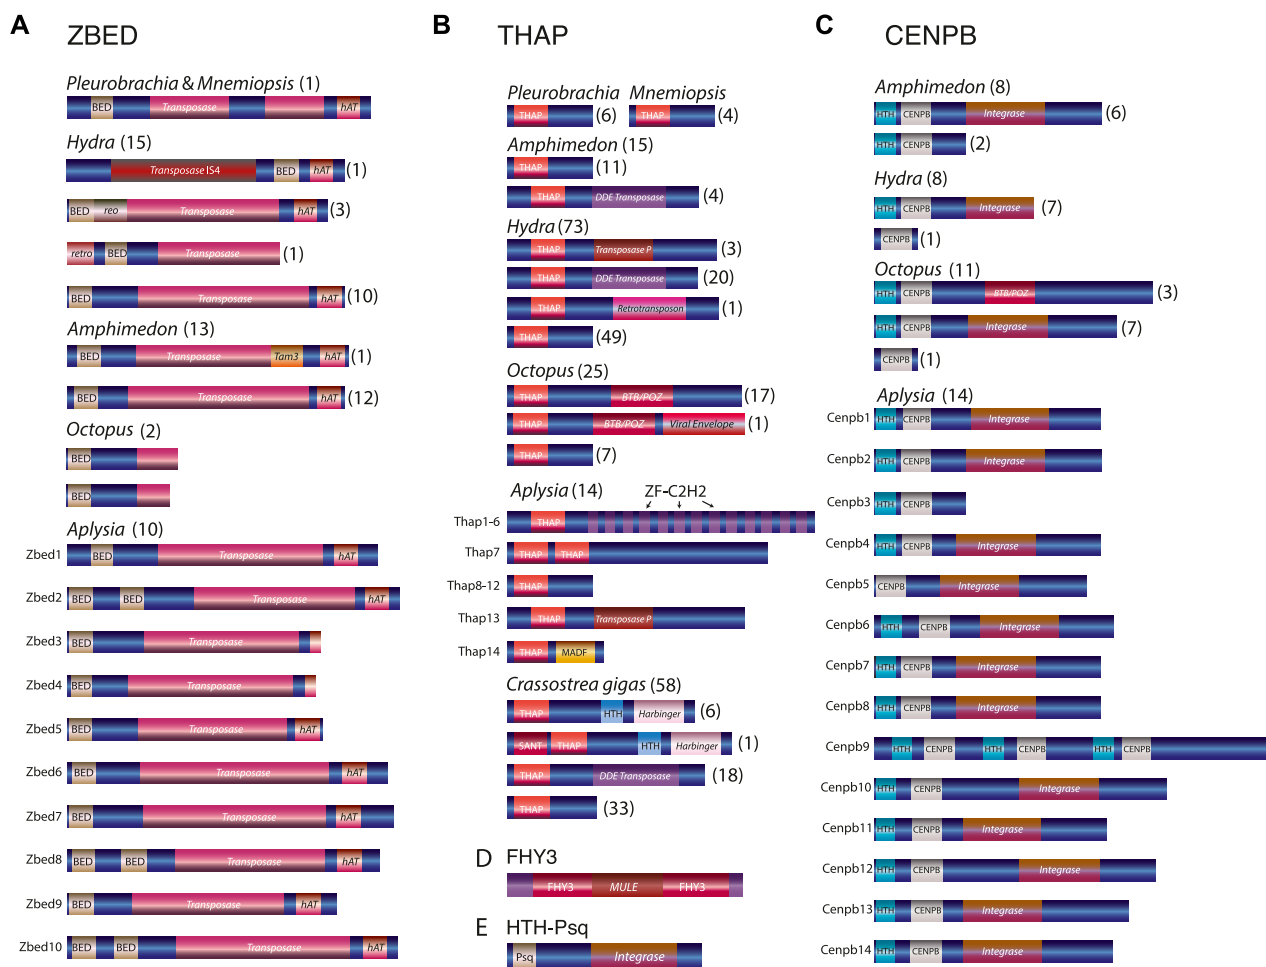 A ZBED
Pleurobrachia & Mnemiopsis (1)
BED Transposase hAT
Hydra (15)
Transposase IS4 BED hAT (1)
BED reo Transposase hAT (3)
retro BED Transposase (1)
BED Transposase hAT (10)
Amphimedon (13)
BED Transposase Tam3 hAT (1)
BED Transposase hAT (12)
Octopus (2)
BED
BED
Aplysia (10)
Zbed1 BED Transposase hAT
Zbed2 BED BED Transposase hAT
Zbed3 BED Transposase
Zbed4 BED Transposase
Zbed5 BED Transposase hAT
Zbed6 BED Transposase hAT
Zbed7 BED Transposase hAT
Zbed8 BED BED Transposase hAT
Zbed9 BED Transposase hAT
Zbed10 BED BED Transposase hAT
B THAP
Pleurobrachia Mnemiopsis
THAP (6) THAP (4)
Amphimedon (15)
THAP (11)
THAP DDE Transposase (4)
Hydra (73)
THAP Transposase P (3)
THAP DDE Transposase (20)
THAP Retrotransposon (1)
THAP (49)
Octopus (25)
THAP BTB/POZ (17)
THAP BTB/POZ Viral Envelope (1)
THAP (7)
Aplysia (14) ZF-C2H2
Thap1-6 THAP
Thap7 THAP THAP
Thap8-12 THAP
Thap13 THAP Transposase P
Thap14 THAP MADF
Crassostrea gigas (58)
THAP HTH Harbinger (6)
SANT THAP HTH Harbinger (1)
THAP DDE Transposase (18)
THAP (33)
D FHY3
FHY3 MULE FHY3
E HTH-Psq
Psq Integrase
C CENPB
Amphimedon (8)
HTH CENPB Integrase (6)
HTH CENPB (2)
Hydra (8)
HTH CENPB Integrase (7)
CENPB (1)
Octopus (11)
HTH CENPB BTB/POZ (3)
HTH CENPB Integrase (7)
CENPB (1)
Aplysia (14)
Cenpb1 HTH CENPB Integrase
Cenpb2 HTH CENPB Integrase
Cenpb3 HTH CENPB
Cenpb4 HTH CENPB Integrase
Cenpb5 CENPB Integrase
Cenpb6 HTH CENPB Integrase
Cenpb7 HTH CENPB Integrase
Cenpb8 HTH CENPB Integrase
Cenpb9 HTH CENPB HTH CENPB HTH CENPB
Cenpb10 HTH CENPB Integrase
Cenpb11 HTH CENPB Integrase
Cenpb12 HTH CENPB Integrase
Cenpb13 HTH CENPB Integrase
Cenpb14 HTH CENPB Integrase